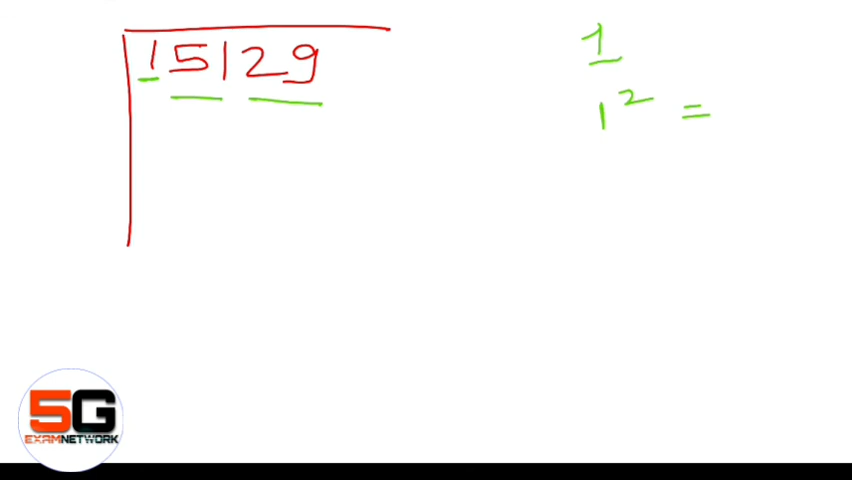 15129
1
1² =
5G
EXAMNETWORK